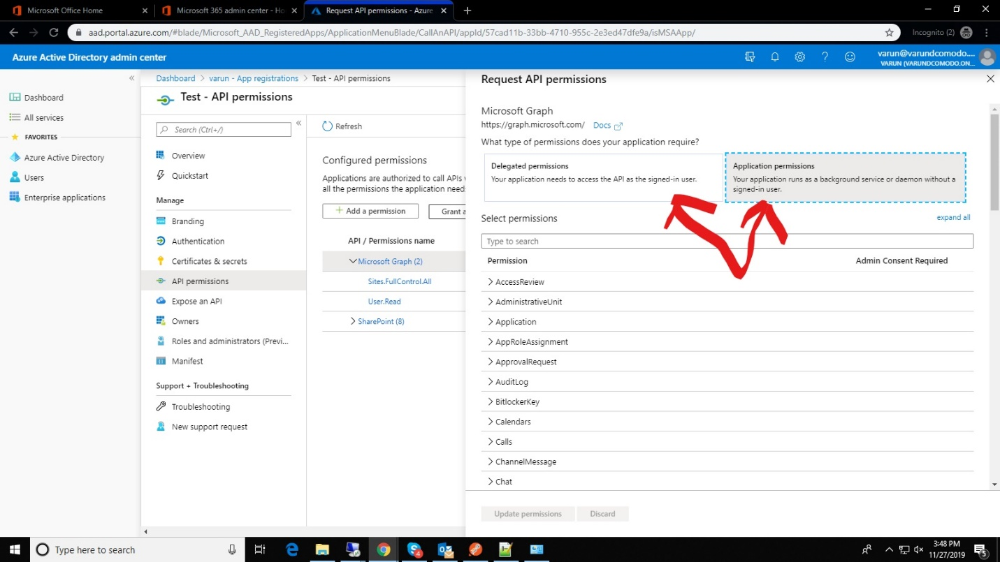 Microsoft Office Home
Microsoft 365 admin center - Ho
Request API permissions - Azure
aad.portal.azure.com/#blade/Microsoft_AAD_RegisteredApps/ApplicationMenuBlade/CallAnAPI/appId/57cad11b-33bb-4710-955c-2e3ed47dfe9a/isMSAApp/
Incognito (2)
Azure Active Directory admin center
varun@varundcomodo....
VARUN (VARUNDCOMODO.ON...
Dashboard
All services
FAVORITES
Azure Active Directory
Users
Enterprise applications
Dashboard > varun - App registrations > Test - API permissions
Test - API permissions
Search (Ctrl+/)
Overview
Quickstart
Manage
Branding
Authentication
Certificates & secrets
API permissions
Expose an API
Owners
Roles and administrators (Previ...
Manifest
Support + Troubleshooting
Troubleshooting
New support request
Refresh
Configured permissions
Applications are authorized to call APIs
all the permissions the application need
Add a permission
Grant a
API / Permissions name
Microsoft Graph (2)
Sites.FullControl.All
User.Read
SharePoint (8)
Request API permissions
Microsoft Graph
https://graph.microsoft.com/ Docs
What type of permissions does your application require?
Delegated permissions
Your application needs to access the API as the signed-in user.
Application permissions
Your application runs as a background service or daemon without a
signed-in user.
Select permissions
expand all
Type to search
Permission
Admin Consent Required
AccessReview
AdministrativeUnit
Application
AppRoleAssignment
ApprovalRequest
AuditLog
BitlockerKey
Calendars
Calls
ChannelMessage
Chat
Update permissions
Discard
Type here to search
4
3:48 PM
11/27/2019
5